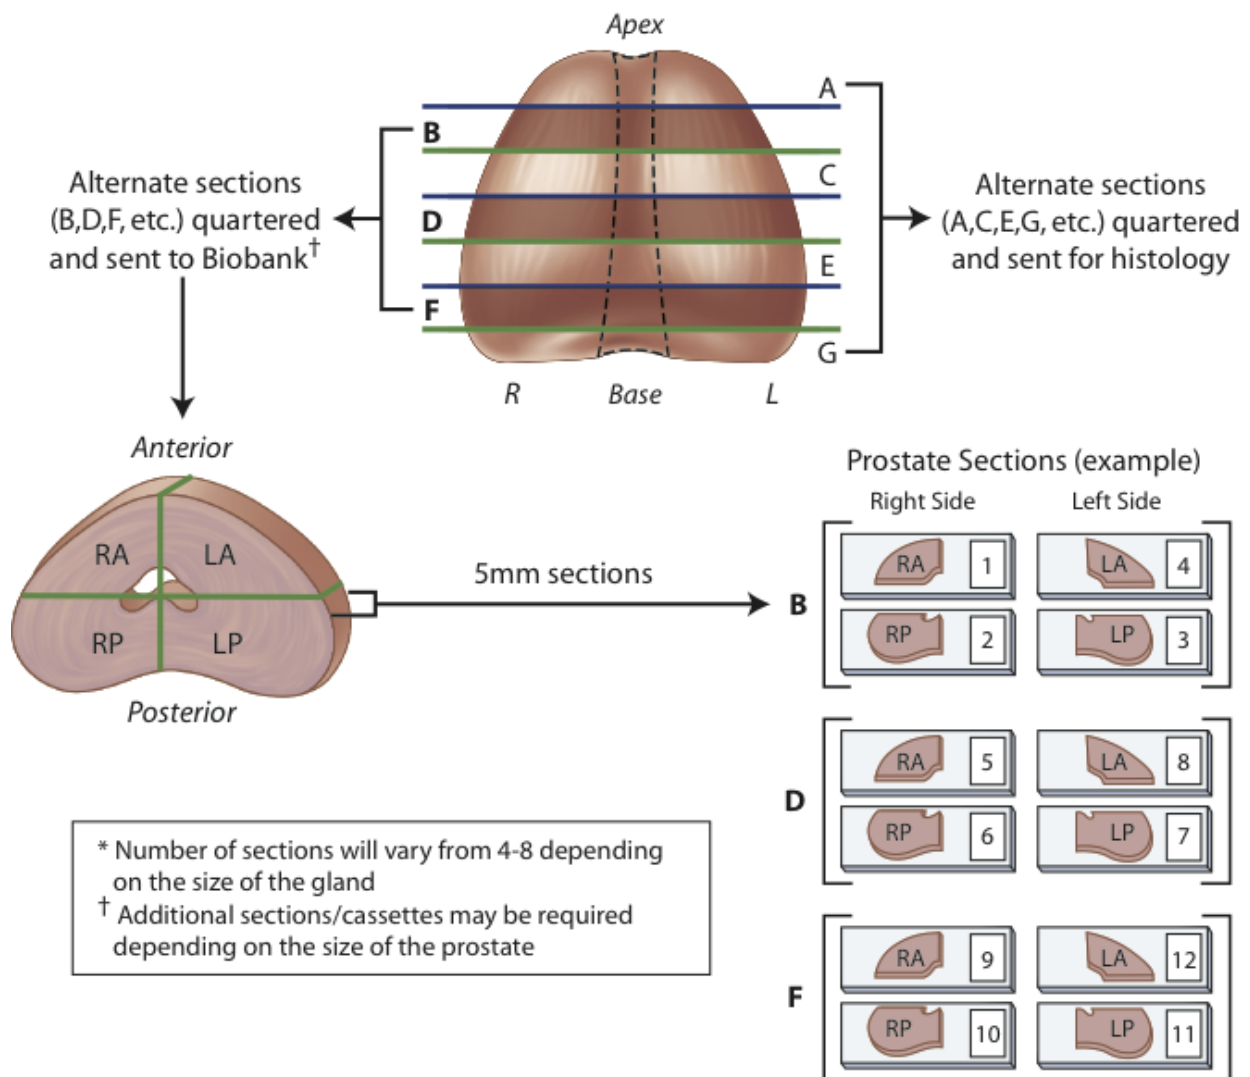 Apex
A
B
C
D
E
F
G
R
Base
L
Alternate sections
(B,D,F, etc.) quartered
and sent to Biobank†
Alternate sections
(A,C,E,G, etc.) quartered
and sent for histology
Anterior
RA
LA
RP
LP
Posterior
5mm sections
Prostate Sections (example)
Right Side
Left Side
B
RA 1
LA 4
RP 2
LP 3
D
RA 5
LA 8
RP 6
LP 7
F
RA 9
LA 12
RP 10
LP 11
* Number of sections will vary from 4-8 depending
on the size of the gland
† Additional sections/cassettes may be required
depending on the size of the prostate